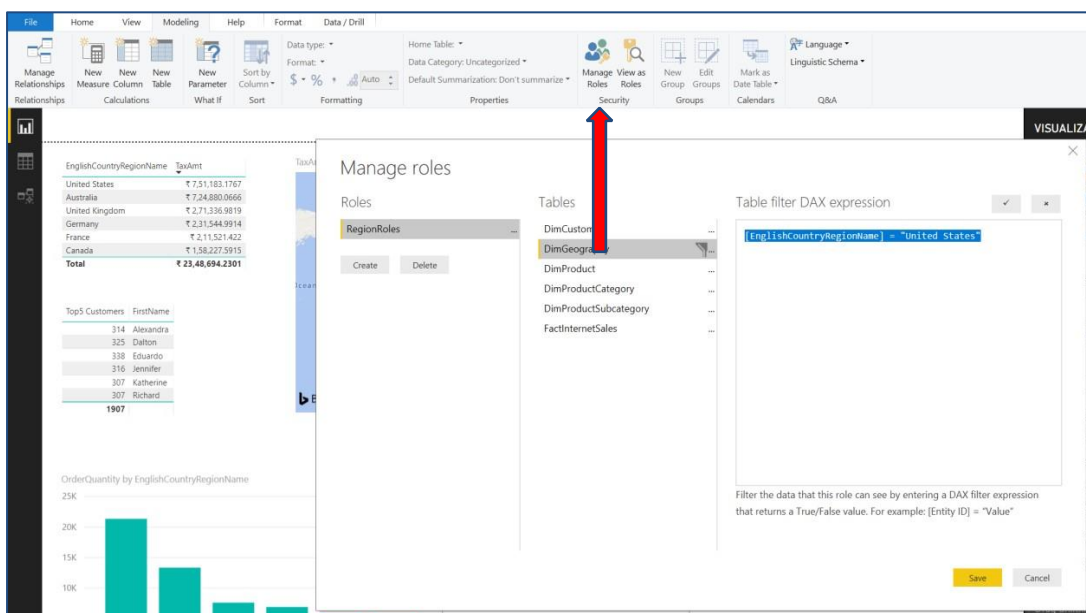 File Home View Modeling Help Format Data / Drill
Manage Relationships
New Measure
New Column
New Table
New Parameter
Sort by Column
Data type:
Format:
$ % , Auto
Home Table:
Data Category: Uncategorized
Default Summarization: Don't summarize
Manage Roles
View as Roles
New Group
Edit Groups
Mark as Date Table
Language
Linguistic Schema
Relationships Calculations What If Sort Formatting Properties Security Groups Calendars Q&A
VISUALIZA
EnglishCountryRegionName TaxAmt
United States ₹ 7,51,183.1767
Australia ₹ 7,24,880.0666
United Kingdom ₹ 2,71,336.9819
Germany ₹ 2,31,544.9914
France ₹ 2,11,521.422
Canada ₹ 1,58,227.5915
Total ₹ 23,48,694.2301
TaxA
Ocean
B
Top5 Customers FirstName
314 Alexandra
325 Dalton
338 Eduardo
316 Jennifer
307 Katherine
307 Richard
1907
OrderQuantity by EnglishCountryRegionName
25K
20K
15K
10K
Manage roles
Roles
RegionRoles ...
Create Delete
Tables
DimCustom ...
DimGeography ...
DimProduct ...
DimProductCategory ...
DimProductSubcategory ...
FactInternetSales ...
Table filter DAX expression
[EnglishCountryRegionName] = "United States"
Filter the data that this role can see by entering a DAX filter expression
that returns a True/False value. For example: [Entity ID] = "Value"
Save Cancel